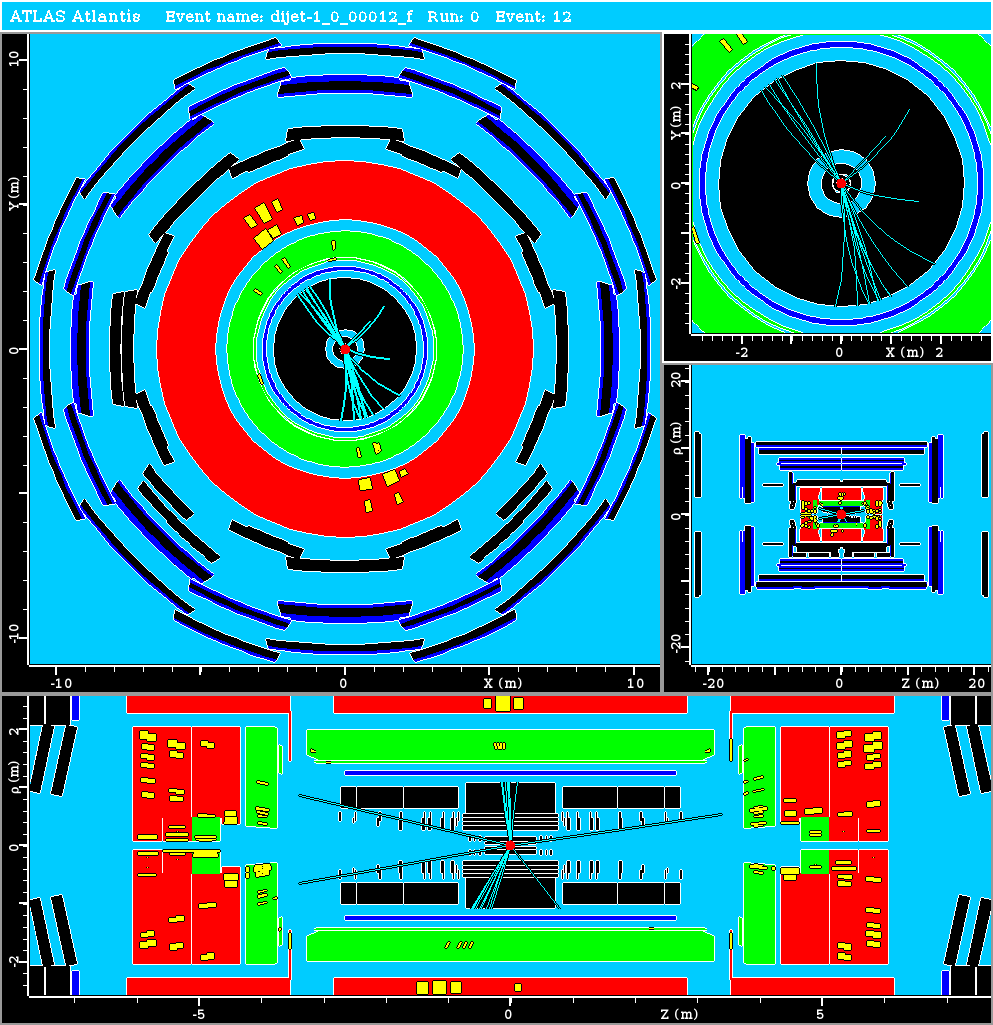 ATLAS Atlantis Event name: dijet-1_0_00012_f Run: 0 Event: 12
10
Y (m)
0
-10
-10 0 X (m) 10
2
Y (m)
0
-2
-2 0 X (m) 2
20
ρ (m)
0
-20
-20 0 Z (m) 20
2
ρ (m)
0
-2
-5 0 Z (m) 5